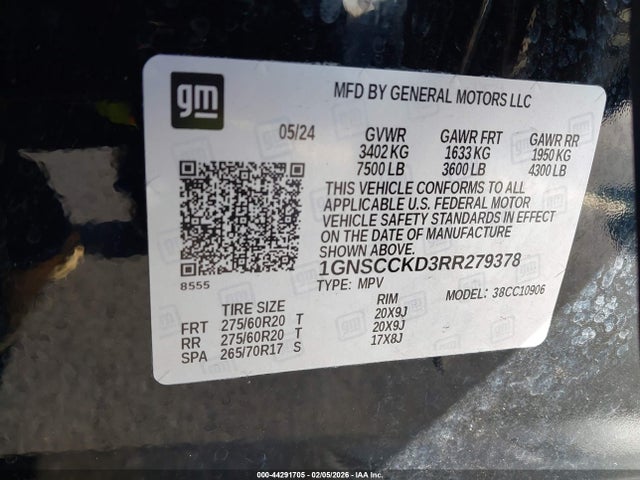 gm
MFD BY GENERAL MOTORS LLC
05/24 GVWR GAWR FRT GAWR RR
3402 KG 1633 KG 1950 KG
7500 LB 3600 LB 4300 LB
THIS VEHICLE CONFORMS TO ALL
APPLICABLE U.S. FEDERAL MOTOR
VEHICLE SAFETY STANDARDS IN EFFECT
ON THE DATE OF MANUFACTURE
SHOWN ABOVE.
8555
1GNSCCKD3RR279378
TYPE: MPV MODEL: 38CC10906
TIRE SIZE RIM
FRT 275/60R20 T 20X9J
RR 275/60R20 T 20X9J
SPA 265/70R17 S 17X8J
000-44291705 - 02/05/2026 - IAAI.COM